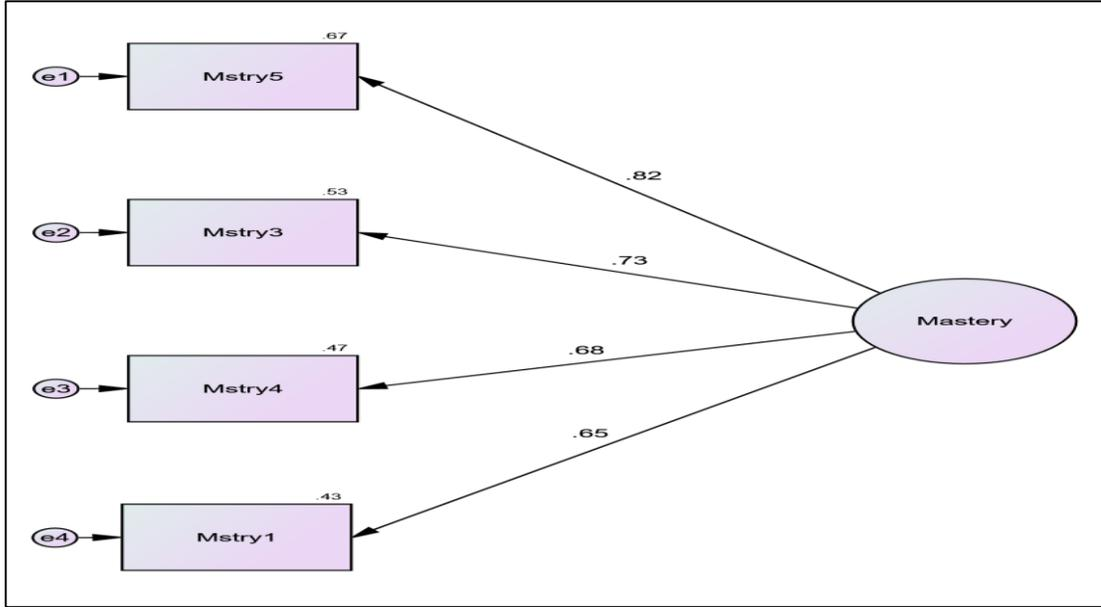 .67
e1
Mstry5
.82
.53
e2
Mstry3
.73
Mastery
.47
e3
Mstry4
.68
.65
.43
e4
Mstry1